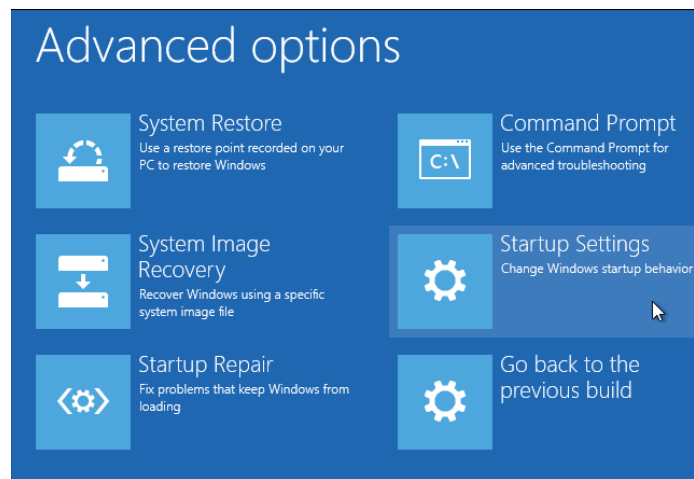 Advanced options
System Restore
Use a restore point recorded on your
PC to restore Windows
Command Prompt
Use the Command Prompt for
advanced troubleshooting
C:\
System Image
Recovery
Recover Windows using a specific
system image file
Startup Settings
Change Windows startup behavior
Startup Repair
Fix problems that keep Windows from
loading
Go back to the
previous build